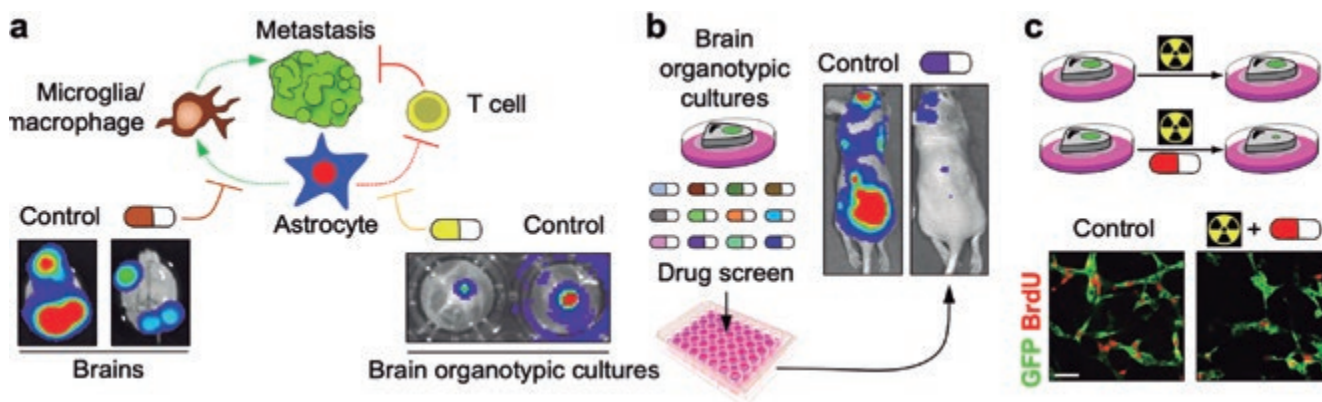 a
Metastasis
Microglia/
macrophage
T cell
Astrocyte
Control
Control
Brains
Brain organotypic cultures
b
Brain
organotypic
cultures
Control
Drug screen
c
Control
+
GFP BrdU